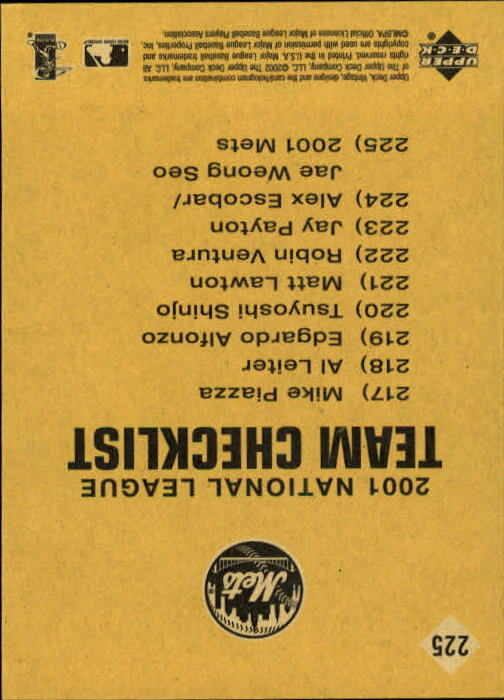 225
Mets
2001 NATIONAL LEAGUE
TEAM CHECKLIST
217) Mike Piazza
218) Al Leiter
219) Edgardo Alfonzo
220) Tsuyoshi Shinjo
221) Matt Lawton
222) Robin Ventura
223) Jay Payton
224) Alex Escobar/
Jae Weong Seo
225) 2001 Mets
UPPER
DECK
Upper Deck, Vintage, designs and the card/hologram combination are trademarks
of The Upper Deck Company, LLC. ©2002 The Upper Deck Company, LLC. All
rights reserved. Printed in the U.S.A. Major League Baseball trademarks and
copyrights are used with permission of Major League Baseball Properties, Inc.
©MLBPA Official Licensee of Major League Baseball Players Association.